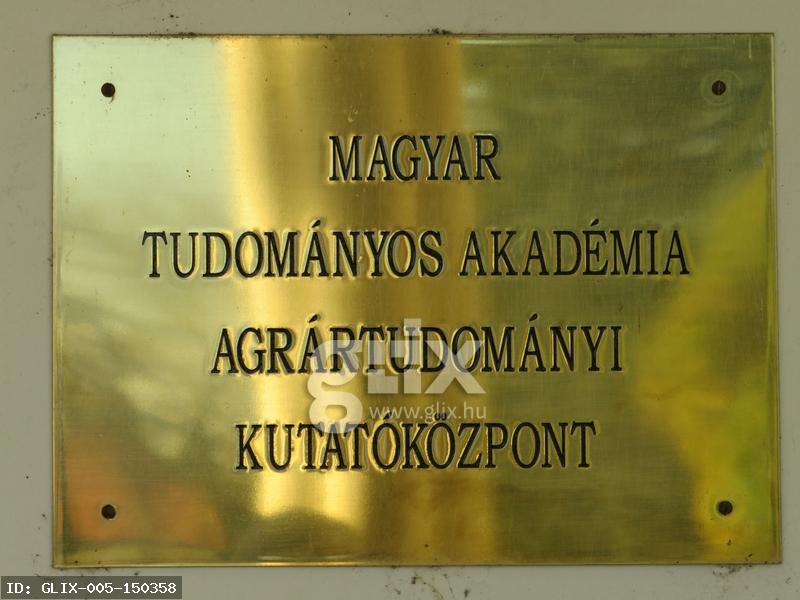 MAGYAR
TUDOMÁNYOS AKADÉMIA
AGRÁRTUDOMÁNYI
KUTATÓKÖZPONT
glix
www.glix.hu
ID: GLIX-005-150358